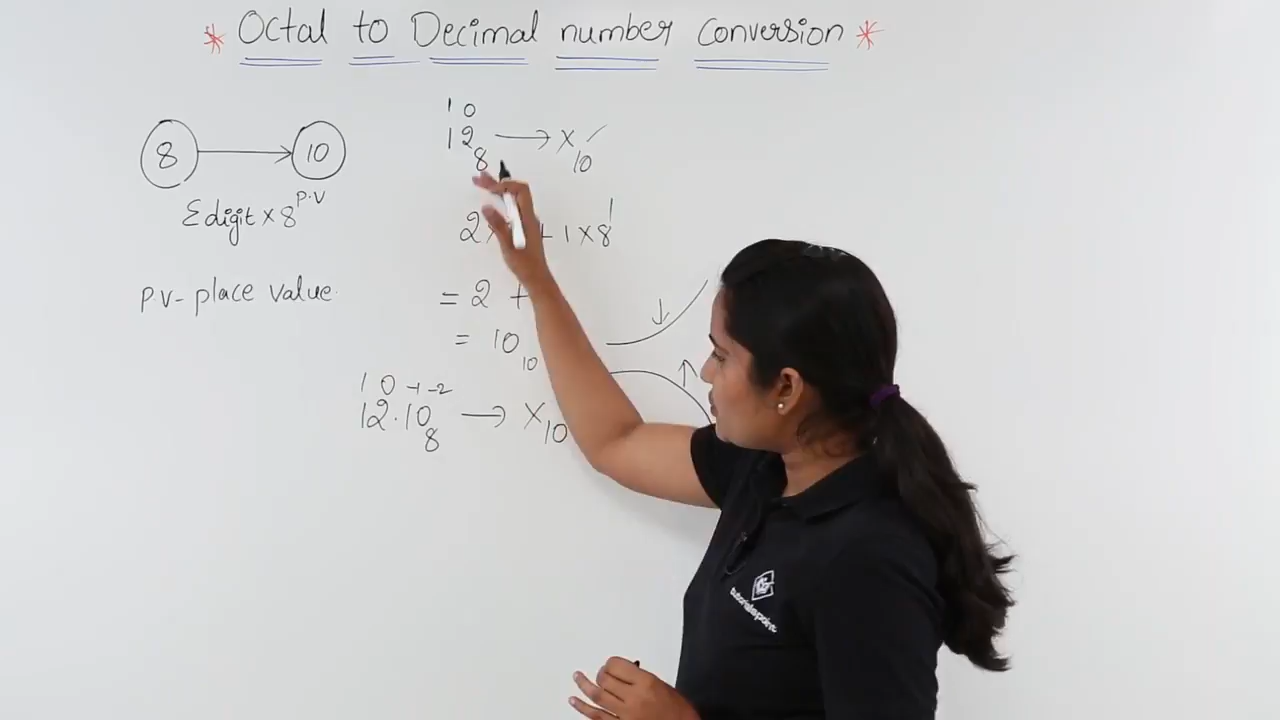 * Octal to Decimal number conversion *
8 → 10
Σ digit × 8^P.V
P.V - place value.
1 0
12₈ → X₁₀ ✓
2 × + 1 × 8¹
= 2 +
= 10₁₀
1 0 -1 -2
12.10₈ → X₁₀
tutorialspoint